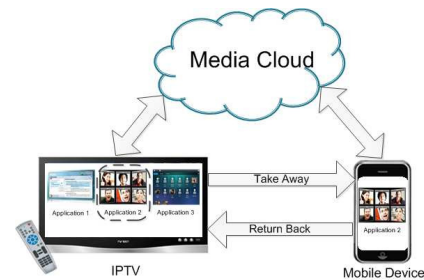 Media Cloud
Take Away
Application 1
Application 2
Application 3
Application 2
Return Back
IPTV
Mobile Device